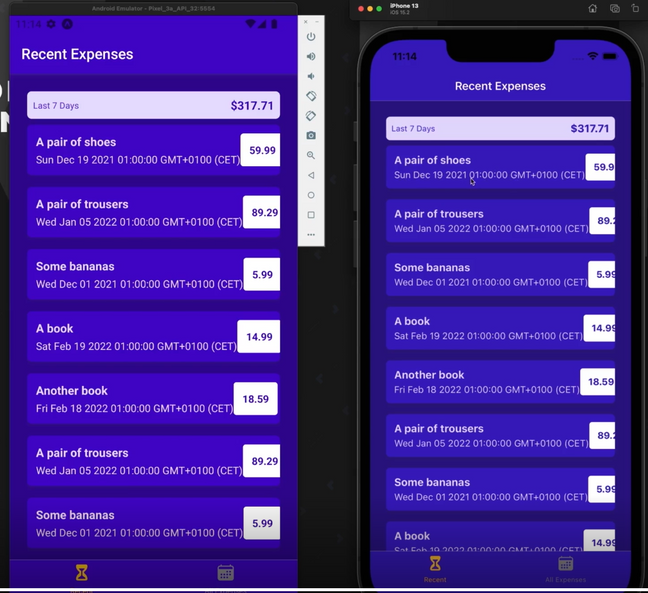 Android Emulator - Pixel_3a_API_32:5554
11:14
Recent Expenses
Last 7 Days
$317.71
A pair of shoes
Sun Dec 19 2021 01:00:00 GMT+0100 (CET)
59.99
A pair of trousers
Wed Jan 05 2022 01:00:00 GMT+0100 (CET)
89.29
Some bananas
Wed Dec 01 2021 01:00:00 GMT+0100 (CET)
5.99
A book
Sat Feb 19 2022 01:00:00 GMT+0100 (CET)
14.99
Another book
Fri Feb 18 2022 01:00:00 GMT+0100 (CET)
18.59
A pair of trousers
Wed Jan 05 2022 01:00:00 GMT+0100 (CET)
89.29
Some bananas
Wed Dec 01 2021 01:00:00 GMT+0100 (CET)
5.99
iPhone 13
11:14
Recent Expenses
Last 7 Days
$317.71
A pair of shoes
Sun Dec 19 2021 01:00:00 GMT+0100 (CET)
59.9
A pair of trousers
Wed Jan 05 2022 01:00:00 GMT+0100 (CET)
89.2
Some bananas
Wed Dec 01 2021 01:00:00 GMT+0100 (CET)
5.99
A book
Sat Feb 19 2022 01:00:00 GMT+0100 (CET)
14.99
Another book
Fri Feb 18 2022 01:00:00 GMT+0100 (CET)
18.59
A pair of trousers
Wed Jan 05 2022 01:00:00 GMT+0100 (CET)
89.2
Some bananas
Wed Dec 01 2021 01:00:00 GMT+0100 (CET)
5.99
A book
Sat Feb 19 2022 01:00:00 GMT+0100 (CET)
14.99
Recent
All Expenses